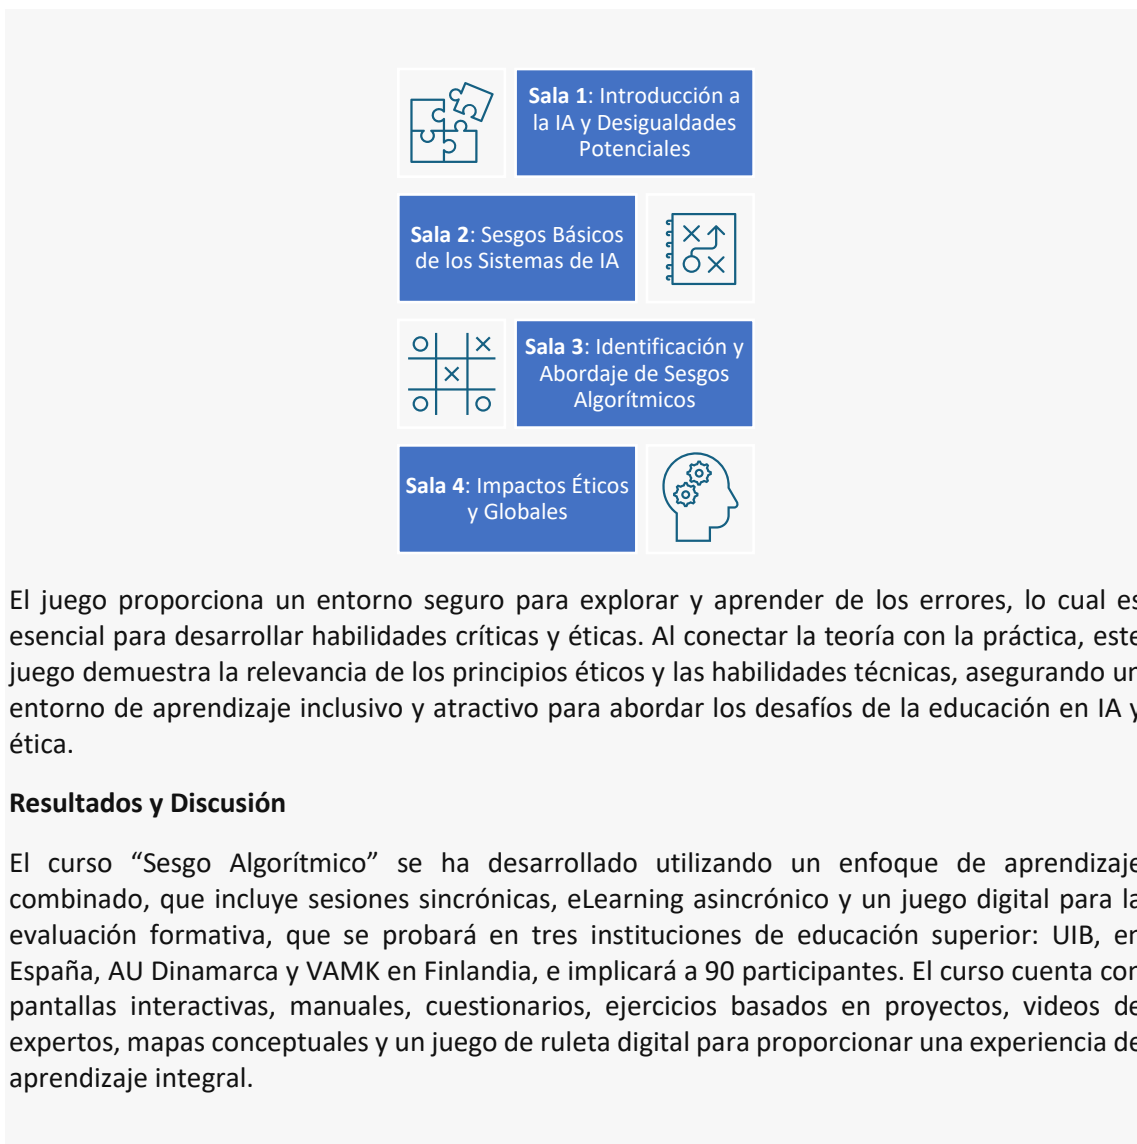 Sala 1: Introducción a
la IA y Desigualdades
Potenciales
Sala 2: Sesgos Básicos
de los Sistemas de IA
Sala 3: Identificación y
Abordaje de Sesgos
Algorítmicos
Sala 4: Impactos Éticos
y Globales
El juego proporciona un entorno seguro para explorar y aprender de los errores, lo cual es
esencial para desarrollar habilidades críticas y éticas. Al conectar la teoría con la práctica, este
juego demuestra la relevancia de los principios éticos y las habilidades técnicas, asegurando un
entorno de aprendizaje inclusivo y atractivo para abordar los desafíos de la educación en IA y
ética.
Resultados y Discusión
El curso “Sesgo Algorítmico” se ha desarrollado utilizando un enfoque de aprendizaje
combinado, que incluye sesiones sincrónicas, eLearning asincrónico y un juego digital para la
evaluación formativa, que se probará en tres instituciones de educación superior: UIB, en
España, AU Dinamarca y VAMK en Finlandia, e implicará a 90 participantes. El curso cuenta con
pantallas interactivas, manuales, cuestionarios, ejercicios basados en proyectos, videos de
expertos, mapas conceptuales y un juego de ruleta digital para proporcionar una experiencia de
aprendizaje integral.